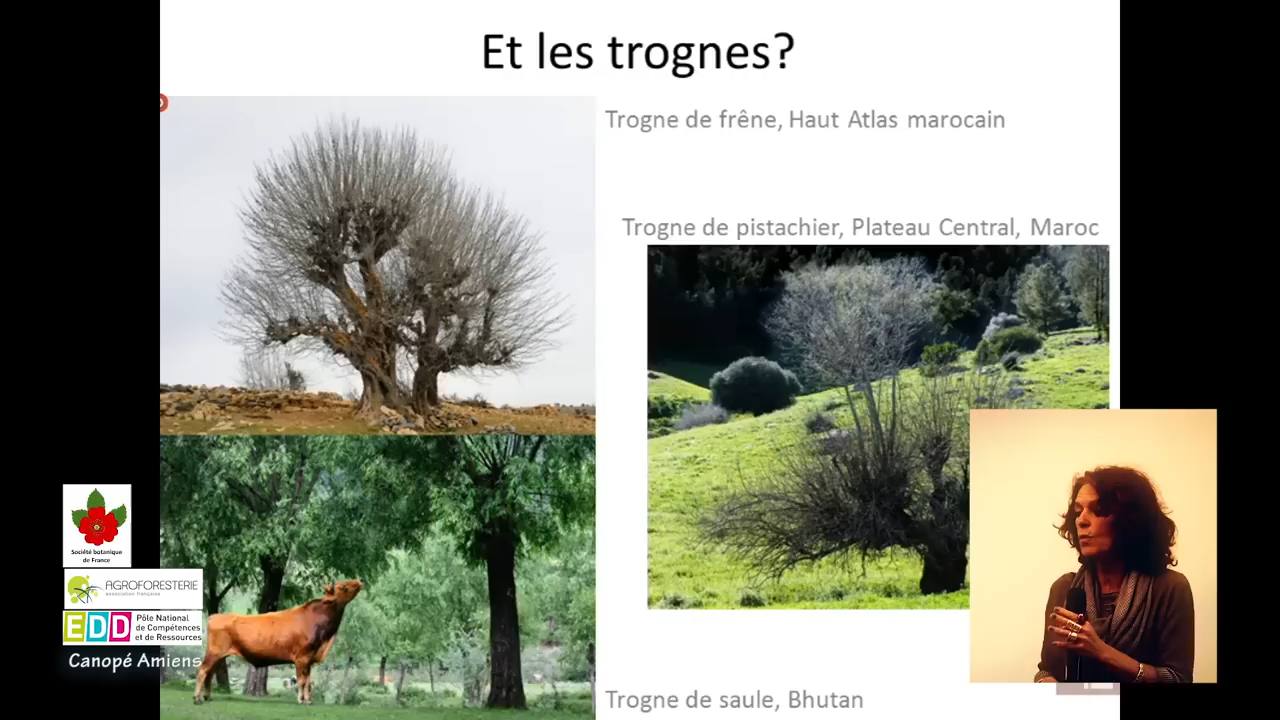 Et les trognes?
Trogne de frêne, Haut Atlas marocain
Trogne de pistachier, Plateau Central, Maroc
Société botanique
de France
AGROFORESTERIE
association française
EDD
Pôle National
de Compétences
et de Ressources
Canopé Amiens
Trogne de saule, Bhutan